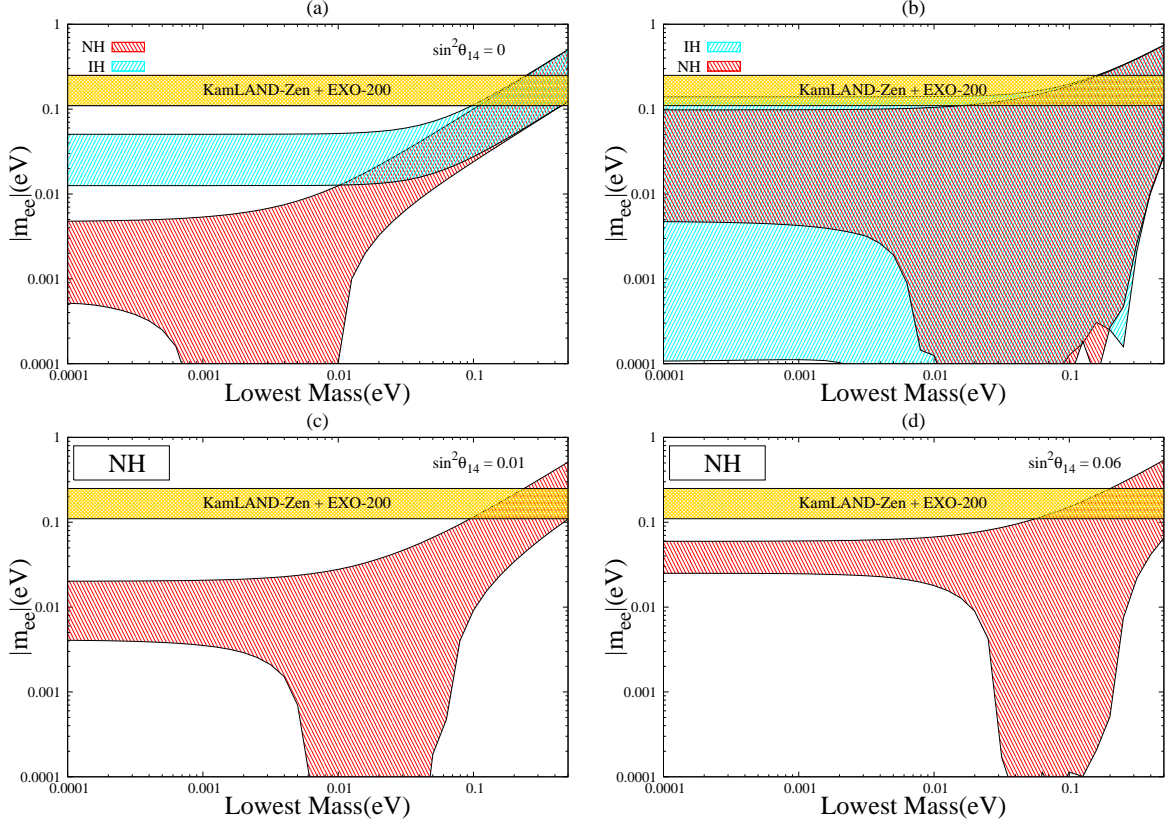 (a)
1
0.1
0.01
0.001
0.0001
|m_ee|(eV)
NH
IH
sin²θ₁₄ = 0
KamLAND-Zen + EXO-200
0.0001
0.001
0.01
0.1
Lowest Mass(eV)
(b)
1
0.1
0.01
0.001
0.0001
|m_ee|(eV)
IH
NH
KamLAND-Zen + EXO-200
0.0001
0.001
0.01
0.1
Lowest Mass(eV)
(c)
1
0.1
0.01
0.001
0.0001
|m_ee|(eV)
NH
sin²θ₁₄ = 0.01
KamLAND-Zen + EXO-200
0.0001
0.001
0.01
0.1
Lowest Mass(eV)
(d)
1
0.1
0.01
0.001
0.0001
|m_ee|(eV)
NH
sin²θ₁₄ = 0.06
KamLAND-Zen + EXO-200
0.0001
0.001
0.01
0.1
Lowest Mass(eV)